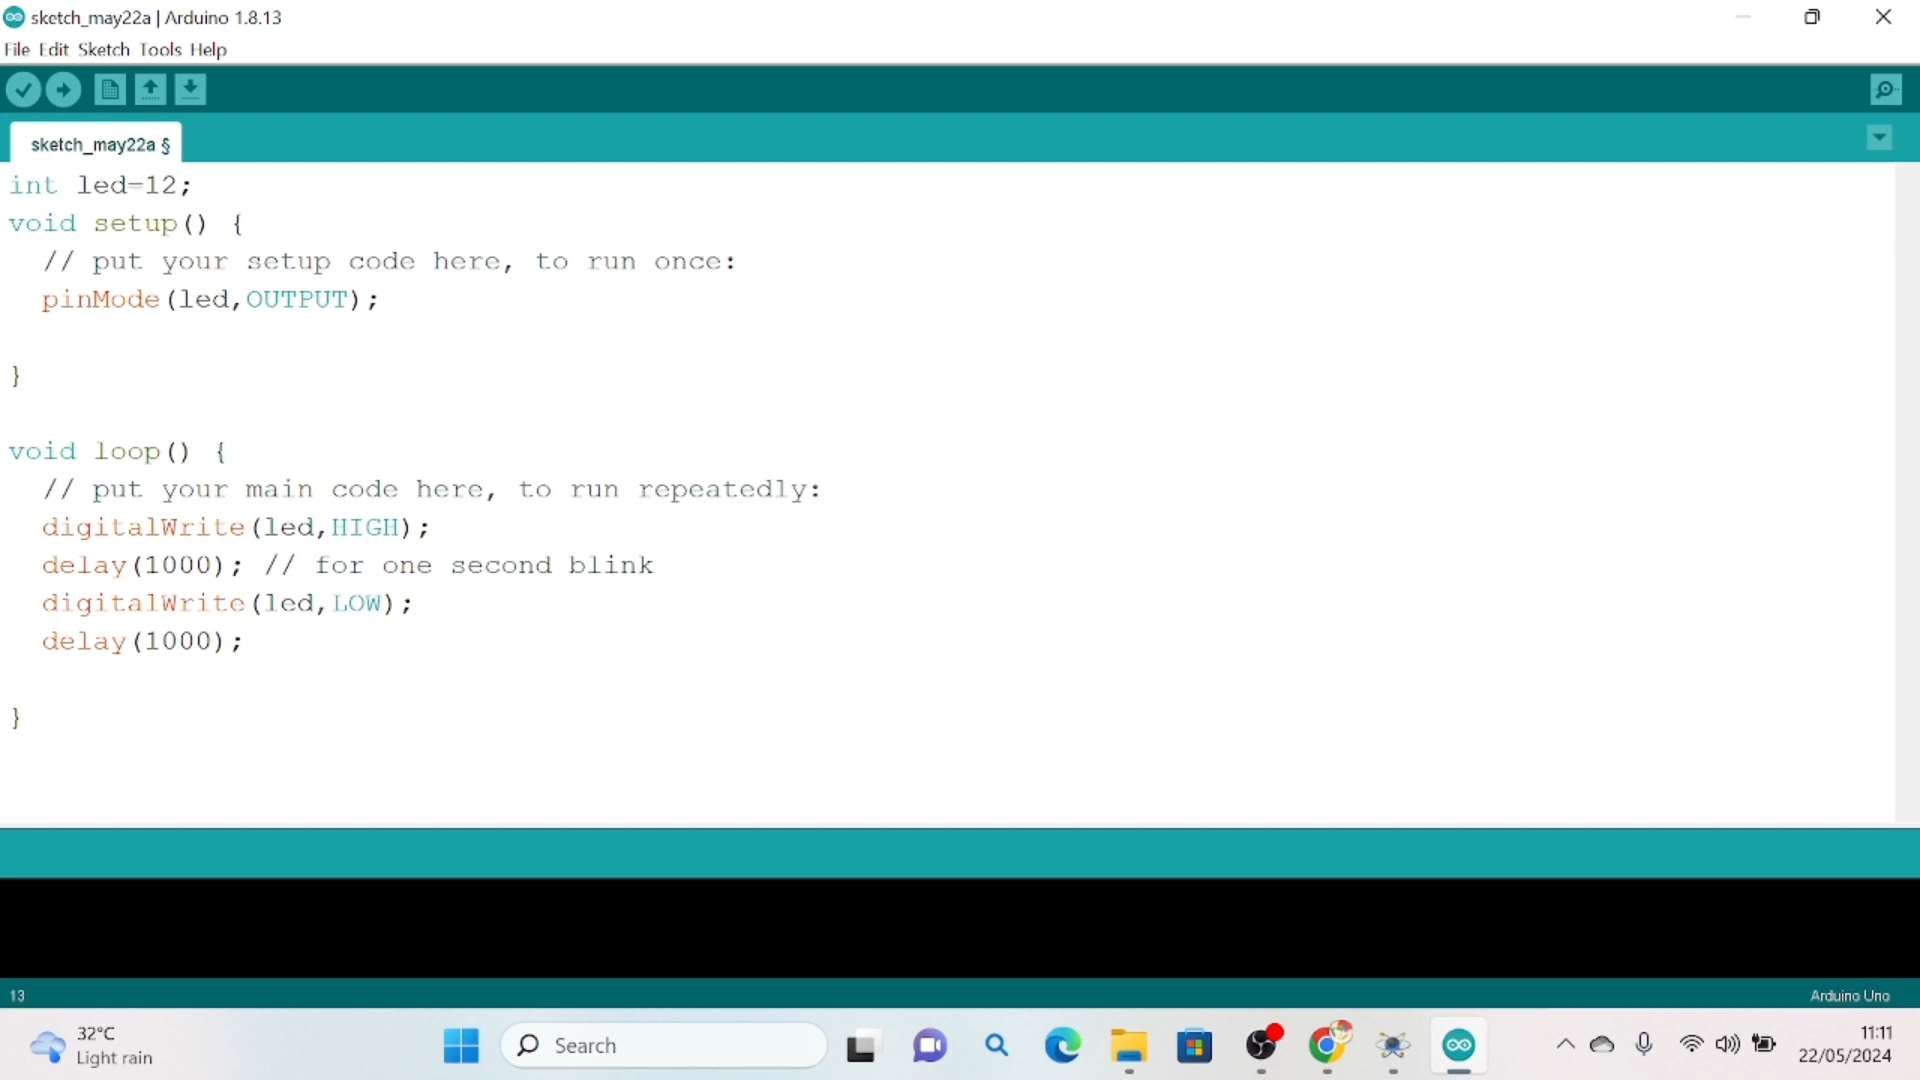 sketch_may22a | Arduino 1.8.13
File Edit Sketch Tools Help
sketch_may22a §
int led=12;
void setup() {
  // put your setup code here, to run once:
  pinMode(led,OUTPUT);
}
void loop() {
  // put your main code here, to run repeatedly:
  digitalWrite(led,HIGH);
  delay(1000); // for one second blink
  digitalWrite(led,LOW);
  delay(1000);
}
13
Arduino Uno
32°C
Light rain
Search
11:11
22/05/2024